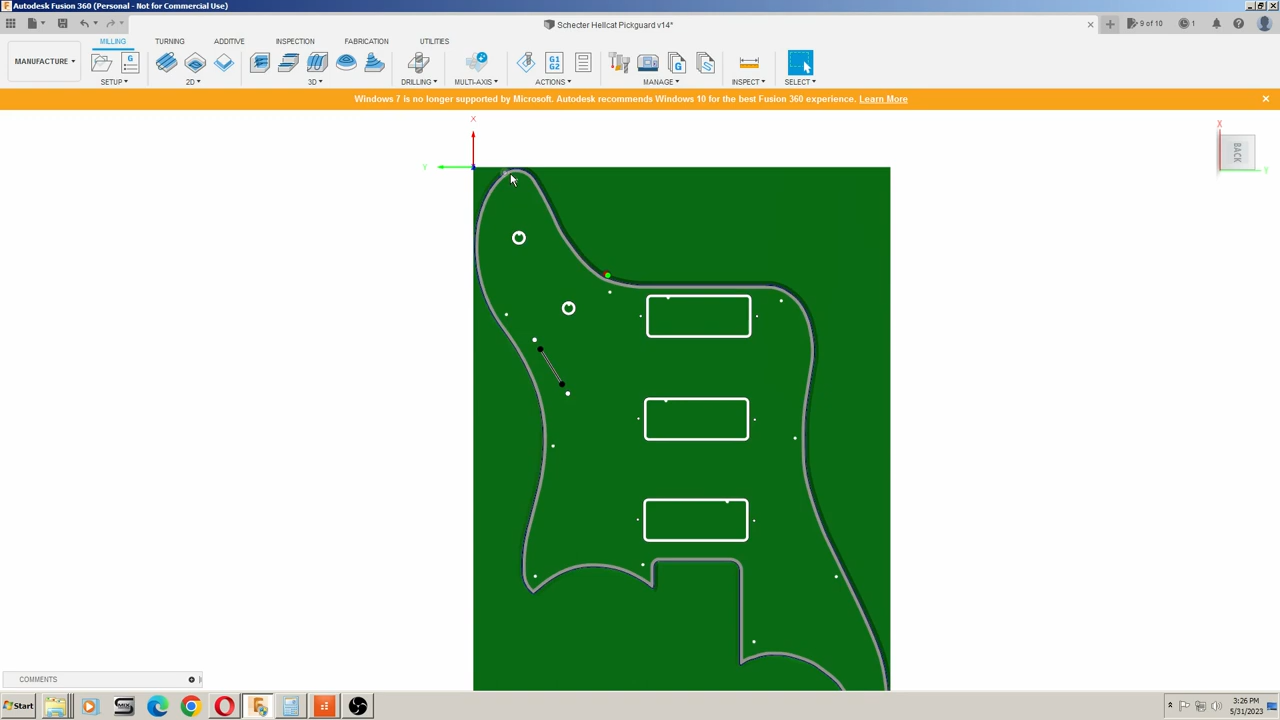 Autodesk Fusion 360 (Personal - Not for Commercial Use)
Schecter Hellcat Pickguard v14*
9 of 10
1
MILLING
TURNING
ADDITIVE
INSPECTION
FABRICATION
UTILITIES
MANUFACTURE
G
G1
G2
G
SETUP
2D
3D
DRILLING
MULTI-AXIS
ACTIONS
MANAGE
INSPECT
SELECT
Windows 7 is no longer supported by Microsoft. Autodesk recommends Windows 10 for the best Fusion 360 experience. Learn More
X
Y
X
BACK
Y
COMMENTS
Start
3:26 PM
5/31/2023